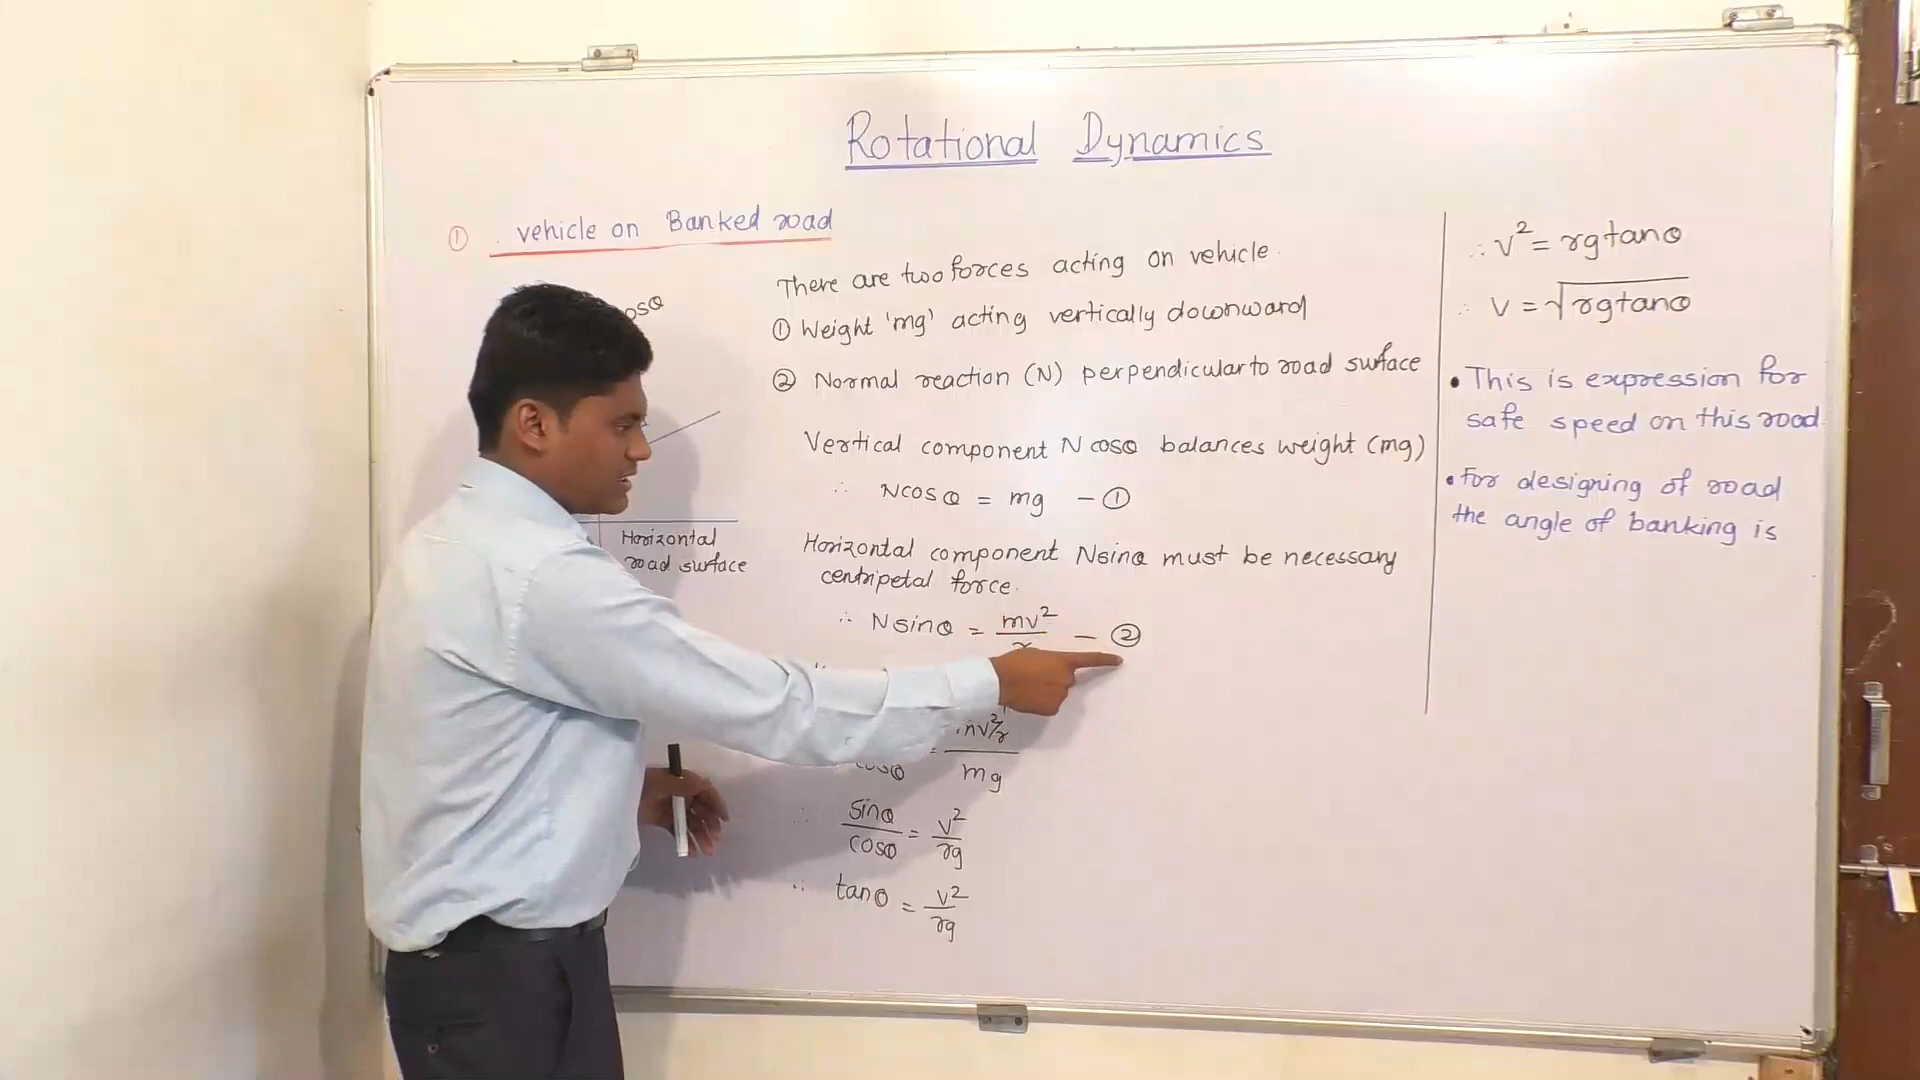 Rotational Dynamics
① vehicle on Banked road
osθ
Horizontal
road surface
There are two forces acting on vehicle.
① Weight 'mg' acting vertically downward
② Normal reaction (N) perpendicular to road surface
Vertical component N cosθ balances weight (mg)
∴ Ncosθ = mg - ①
Horizontal component Nsinθ must be necessary
centripetal force.
∴ Nsinθ = mv²/r - ②
cosθ = mv²/r / mg
∴ sinθ/cosθ = v²/rg
∴ tanθ = v²/rg
∴ v² = rg tanθ
∴ v = √rg tanθ
• This is expression for
safe speed on this road.
• For designing of road
the angle of banking is